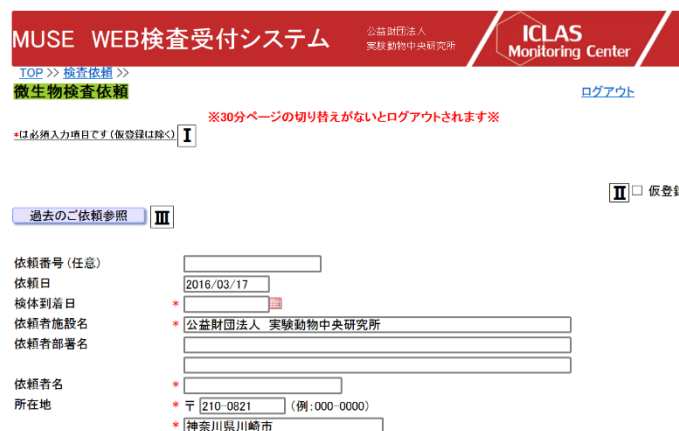 MUSE WEB検査受付システム
公益財団法人
実験動物中央研究所
ICLAS
Monitoring Center
TOP >> 検査依頼 >>
微生物検査依頼
ログアウト
※30分ページの切り替えがないとログアウトされます※
*は必須入力項目です(仮登録は除く) Ⅰ
Ⅱ □ 仮登録
過去のご依頼参照 Ⅲ
依頼番号(任意)
依頼日 2016/03/17
検体到着日 *
依頼者施設名 * 公益財団法人 実験動物中央研究所
依頼者部署名
依頼者名 *
所在地 * 〒 210-0821 (例:000-0000)
* 神奈川県川崎市